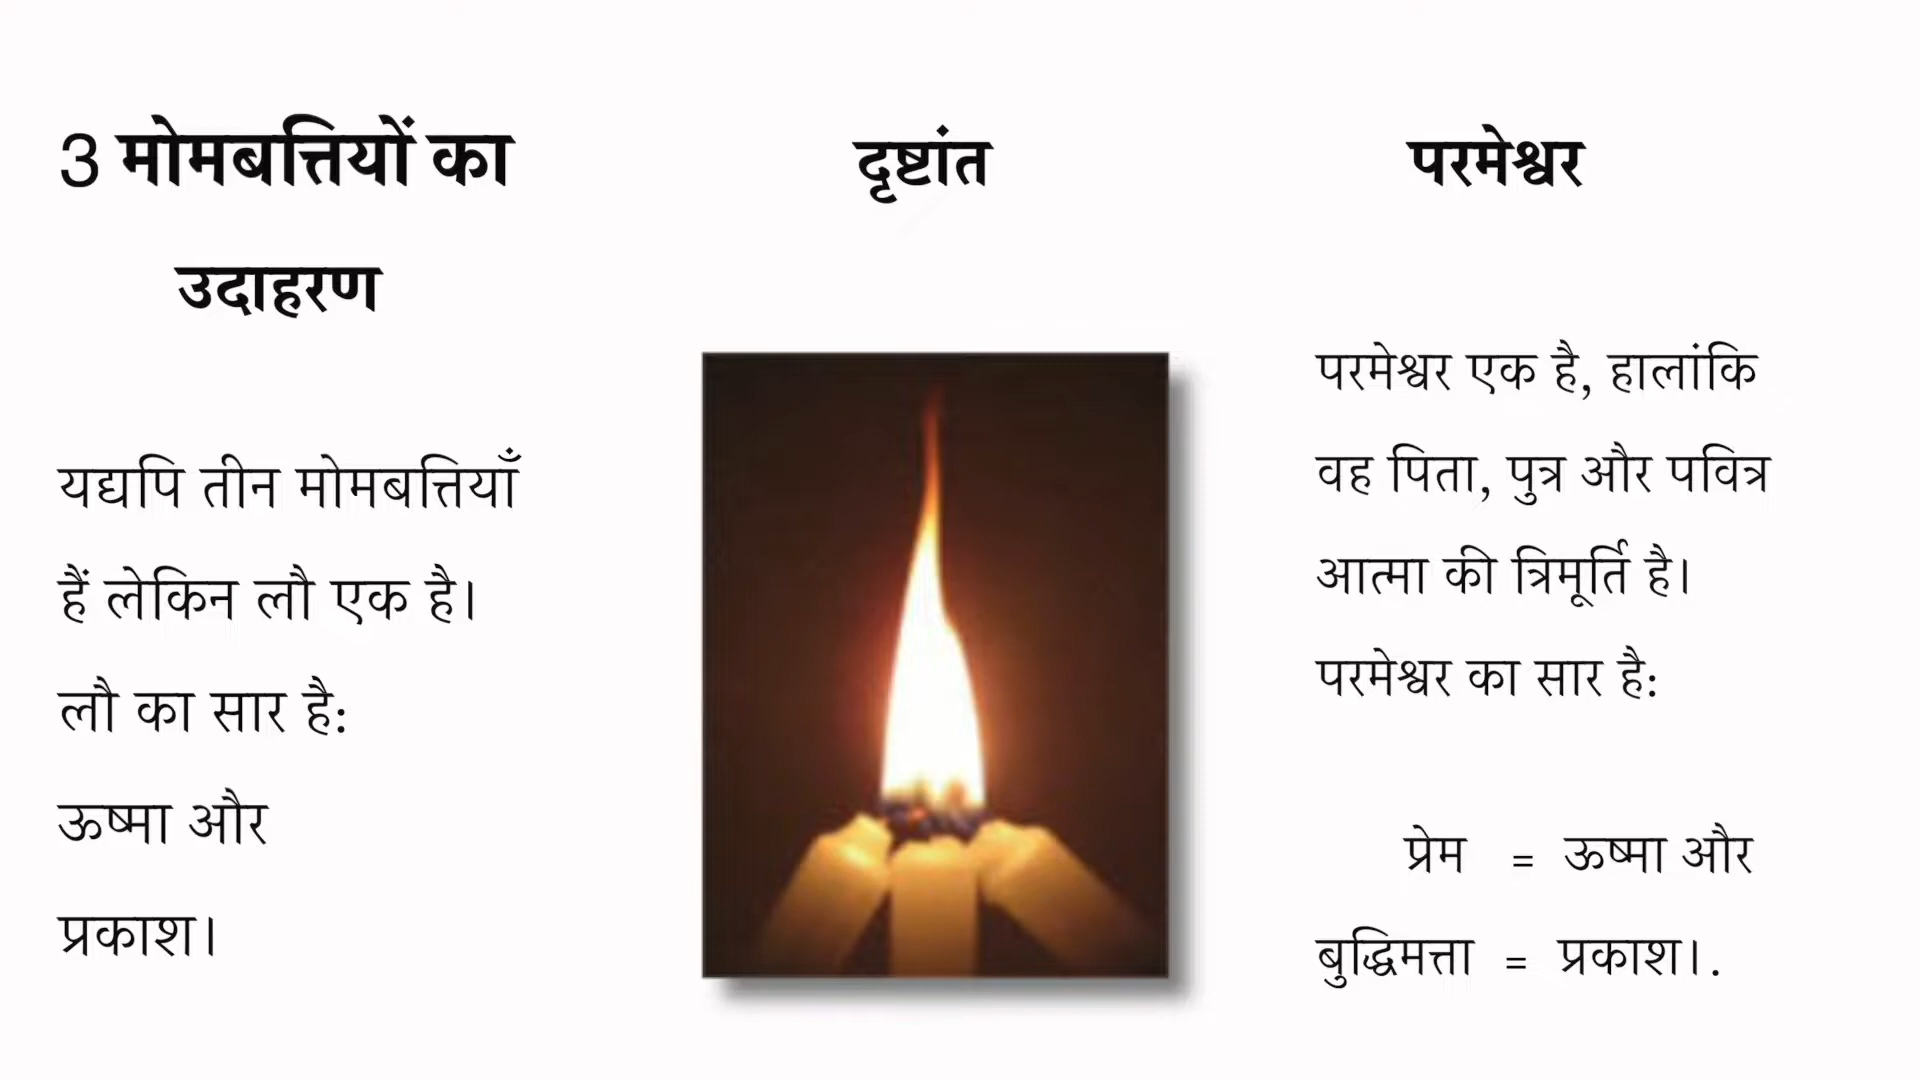 3 मोमबत्तियों का
उदाहरण
यद्यपि तीन मोमबत्तियाँ
हैं लेकिन लौ एक है।
लौ का सार है:
ऊष्मा और
प्रकाश।
दृष्टांत
परमेश्वर
परमेश्वर एक है, हालांकि
वह पिता, पुत्र और पवित्र
आत्मा की त्रिमूर्ति है।
परमेश्वर का सार है:
प्रेम = ऊष्मा और
बुद्धिमत्ता = प्रकाश।.